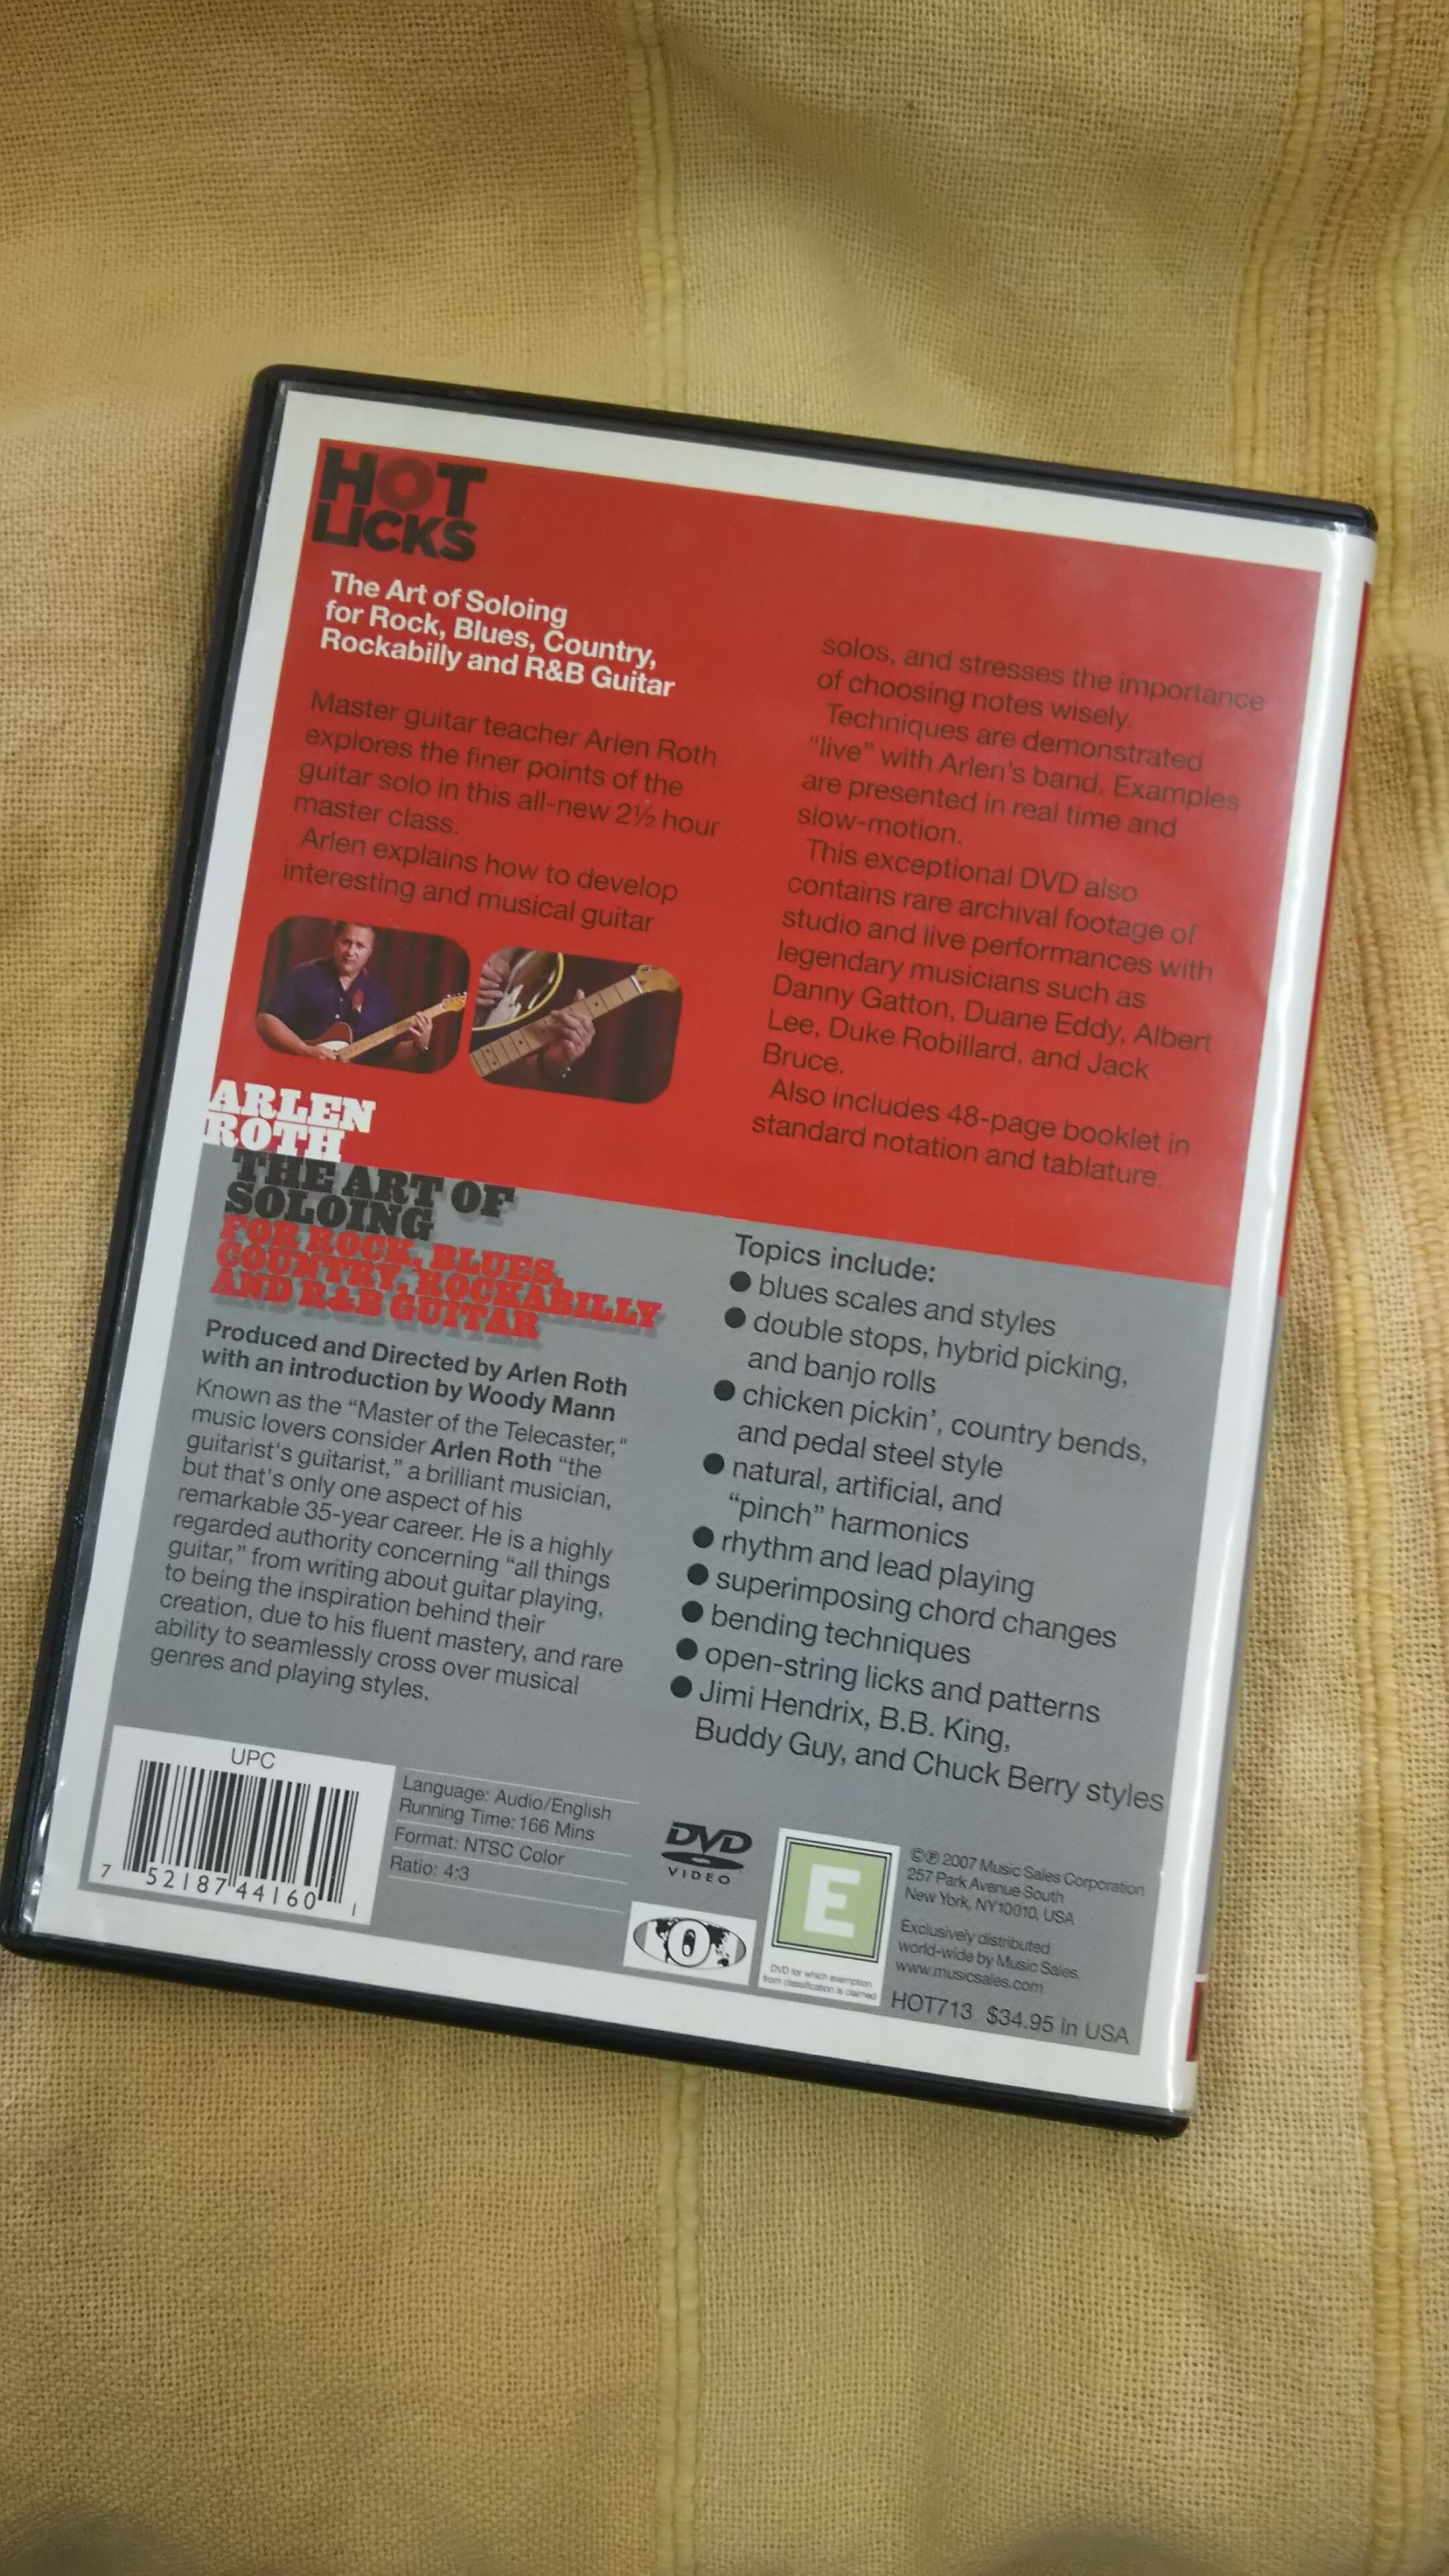 HOT
LICKS
The Art of Soloing
for Rock, Blues, Country,
Rockabilly and R&B Guitar
Master guitar teacher Arlen Roth
explores the finer points of the
guitar solo in this all-new 2½ hour
master class.
Arlen explains how to develop
interesting and musical guitar
solos, and stresses the importance
of choosing notes wisely.
Techniques are demonstrated
“live” with Arlen's band. Examples
are presented in real time and
slow-motion.
This exceptional DVD also
contains rare archival footage of
studio and live performances with
legendary musicians such as
Danny Gatton, Duane Eddy, Albert
Lee, Duke Robillard, and Jack
Bruce.
Also includes 48-page booklet in
standard notation and tablature.
ARLEN
ROTH
THE ART OF
SOLOING
FOR ROCK, BLUES,
COUNTRY, ROCKABILLY
AND R&B GUITAR
Produced and Directed by Arlen Roth
with an introduction by Woody Mann
Known as the “Master of the Telecaster,”
music lovers consider Arlen Roth “the
guitarist's guitarist,” a brilliant musician,
but that's only one aspect of his
remarkable 35-year career. He is a highly
regarded authority concerning “all things
guitar,” from writing about guitar playing,
to being the inspiration behind their
creation, due to his fluent mastery, and rare
ability to seamlessly cross over musical
genres and playing styles.
Topics include:
● blues scales and styles
● double stops, hybrid picking,
and banjo rolls
● chicken pickin', country bends,
and pedal steel style
● natural, artificial, and
“pinch” harmonics
● rhythm and lead playing
● superimposing chord changes
● bending techniques
● open-string licks and patterns
● Jimi Hendrix, B.B. King,
Buddy Guy, and Chuck Berry styles
UPC
7 52187 44160 1
Language: Audio/English
Running Time: 166 Mins
Format: NTSC Color
Ratio: 4:3
DVD
VIDEO
0
E
DVD for which exemption
from classification is claimed
©℗ 2007 Music Sales Corporation
257 Park Avenue South
New York, NY10010, USA
Exclusively distributed
world-wide by Music Sales.
www.musicsales.com
HOT713 $34.95 in USA